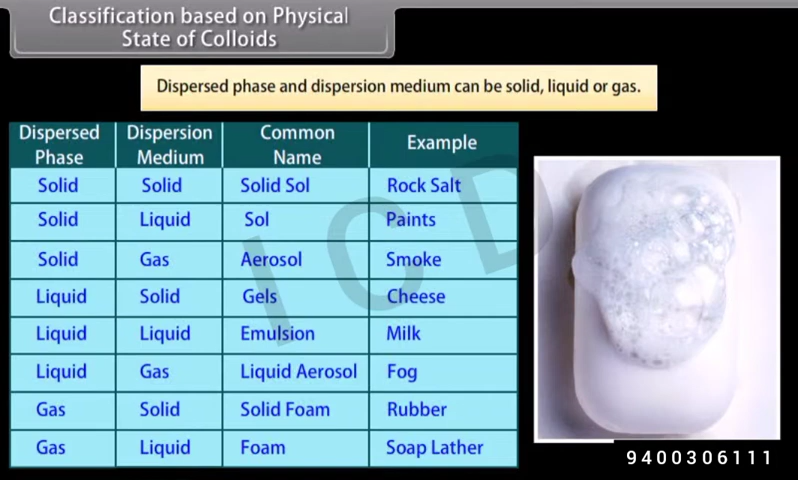 Classification based on Physical
State of Colloids
Dispersed phase and dispersion medium can be solid, liquid or gas.
Dispersed Phase Dispersion Medium Common Name Example
Solid Solid Solid Sol Rock Salt
Solid Liquid Sol Paints
Solid Gas Aerosol Smoke
Liquid Solid Gels Cheese
Liquid Liquid Emulsion Milk
Liquid Gas Liquid Aerosol Fog
Gas Solid Solid Foam Rubber
Gas Liquid Foam Soap Lather
ICD
9400306111